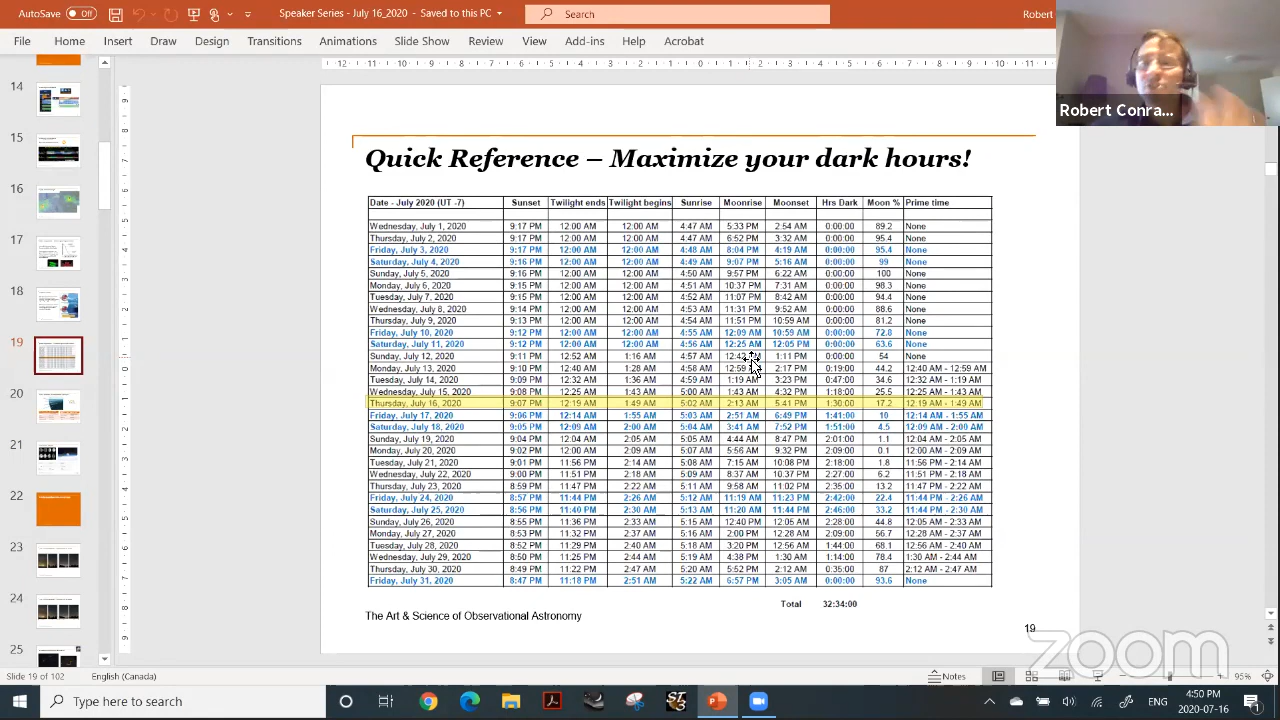 AutoSave Off
Speaker Series - July 16_2020
Saved to this PC
Search
Robert
File Home Insert Draw Design Transitions Animations Slide Show Review View Add-ins Acrobat
Robert Conra...
Quick Reference – Maximize your dark hours!
Date - July 2020 (UT -7) Sunset Twilight ends Twilight begins Sunrise Moonrise Moonset Hrs Dark Moon % Prime time
Wednesday, July 1, 2020 9:17 PM 12:00 AM 12:00 AM 4:47 AM 5:33 PM 2:54 AM 0:00:00 89.2 None
Thursday, July 2, 2020 9:17 PM 12:00 AM 12:00 AM 4:47 AM 6:52 PM 3:32 AM 0:00:00 95.4 None
Friday, July 3, 2020 9:17 PM 12:00 AM 12:00 AM 4:48 AM 8:04 PM 4:19 AM 0:00:00 95.4 None
Saturday, July 4, 2020 9:16 PM 12:00 AM 12:00 AM 4:49 AM 9:07 PM 5:16 AM 0:00:00 99 None
Sunday, July 5, 2020 9:16 PM 12:00 AM 12:00 AM 4:50 AM 9:57 PM 6:22 AM 0:00:00 100 None
Monday, July 6, 2020 9:15 PM 12:00 AM 12:00 AM 4:51 AM 10:37 PM 7:31 AM 0:00:00 98.3 None
Tuesday, July 7, 2020 9:15 PM 12:00 AM 12:00 AM 4:52 AM 11:07 PM 8:42 AM 0:00:00 94.4 None
Wednesday, July 8, 2020 9:14 PM 12:00 AM 12:00 AM 4:53 AM 11:31 PM 9:52 AM 0:00:00 88.6 None
Thursday, July 9, 2020 9:13 PM 12:00 AM 12:00 AM 4:54 AM 11:51 PM 10:59 AM 0:00:00 81.2 None
Friday, July 10, 2020 9:12 PM 12:00 AM 12:00 AM 4:55 AM 12:09 AM 10:59 AM 0:00:00 72.8 None
Saturday, July 11, 2020 9:12 PM 12:00 AM 12:00 AM 4:56 AM 12:25 AM 12:05 PM 0:00:00 63.6 None
Sunday, July 12, 2020 9:11 PM 12:52 AM 1:16 AM 4:57 AM 1:11 PM 0:00:00 54 None
Monday, July 13, 2020 9:10 PM 12:40 AM 1:28 AM 4:58 AM 12:59 2:17 PM 0:19:00 44.2 12:40 AM - 12:59 AM
Tuesday, July 14, 2020 9:09 PM 12:32 AM 1:36 AM 4:59 AM 1:19 AM 3:23 PM 0:47:00 34.6 12:32 AM - 1:19 AM
Wednesday, July 15, 2020 9:08 PM 12:25 AM 1:43 AM 5:00 AM 1:43 AM 4:32 PM 1:18:00 25.5 12:25 AM - 1:43 AM
Thursday, July 16, 2020 9:07 PM 12:19 AM 1:49 AM 5:02 AM 2:13 AM 5:41 PM 1:30:00 17.2 12:19 AM - 1:49 AM
Friday, July 17, 2020 9:06 PM 12:14 AM 1:55 AM 5:03 AM 2:51 AM 6:49 PM 1:41:00 10 12:14 AM - 1:55 AM
Saturday, July 18, 2020 9:05 PM 12:09 AM 2:00 AM 5:04 AM 3:41 AM 7:52 PM 1:51:00 4.5 12:09 AM - 2:00 AM
Sunday, July 19, 2020 9:04 PM 12:04 AM 2:05 AM 5:05 AM 4:44 AM 8:47 PM 2:01:00 1.1 12:04 AM - 2:05 AM
Monday, July 20, 2020 9:02 PM 12:00 AM 2:09 AM 5:07 AM 5:56 AM 9:32 PM 2:09:00 0.1 12:00 AM - 2:09 AM
Tuesday, July 21, 2020 9:01 PM 11:56 PM 2:14 AM 5:08 AM 7:15 AM 10:08 PM 2:18:00 1.8 11:56 PM - 2:14 AM
Wednesday, July 22, 2020 9:00 PM 11:51 PM 2:18 AM 5:09 AM 8:37 AM 10:37 PM 2:27:00 6.2 11:51 PM - 2:18 AM
Thursday, July 23, 2020 8:59 PM 11:47 PM 2:22 AM 5:11 AM 9:58 AM 11:02 PM 2:35:00 13.2 11:47 PM - 2:22 AM
Friday, July 24, 2020 8:57 PM 11:44 PM 2:26 AM 5:12 AM 11:19 AM 11:23 PM 2:42:00 22.4 11:44 PM - 2:26 AM
Saturday, July 25, 2020 8:56 PM 11:40 PM 2:30 AM 5:13 AM 11:20 AM 11:44 PM 2:46:00 33.2 11:44 PM - 2:30 AM
Sunday, July 26, 2020 8:55 PM 11:36 PM 2:33 AM 5:15 AM 12:40 PM 12:05 AM 2:28:00 44.8 12:05 AM - 2:33 AM
Monday, July 27, 2020 8:53 PM 11:32 PM 2:37 AM 5:16 AM 2:00 PM 12:28 AM 2:09:00 56.7 12:28 AM - 2:37 AM
Tuesday, July 28, 2020 8:52 PM 11:29 PM 2:40 AM 5:18 AM 3:20 PM 12:56 AM 1:44:00 68.1 12:56 AM - 2:40 AM
Wednesday, July 29, 2020 8:50 PM 11:25 PM 2:44 AM 5:19 AM 4:38 PM 1:30 AM 1:14:00 78.4 1:30 AM - 2:44 AM
Thursday, July 30, 2020 8:49 PM 11:22 PM 2:47 AM 5:20 AM 5:52 PM 2:12 AM 0:35:00 87 2:12 AM - 2:47 AM
Friday, July 31, 2020 8:47 PM 11:18 PM 2:51 AM 5:22 AM 6:57 PM 3:05 AM 0:00:00 93.6 None
Total 32:34:00
The Art & Science of Observational Astronomy
19
14
15
16
17
18
19
20
21
22
23
24
25
zoom
Slide 19 of 102 English (Canada) Notes 95%
Type here to search
4:50 PM
2020-07-16